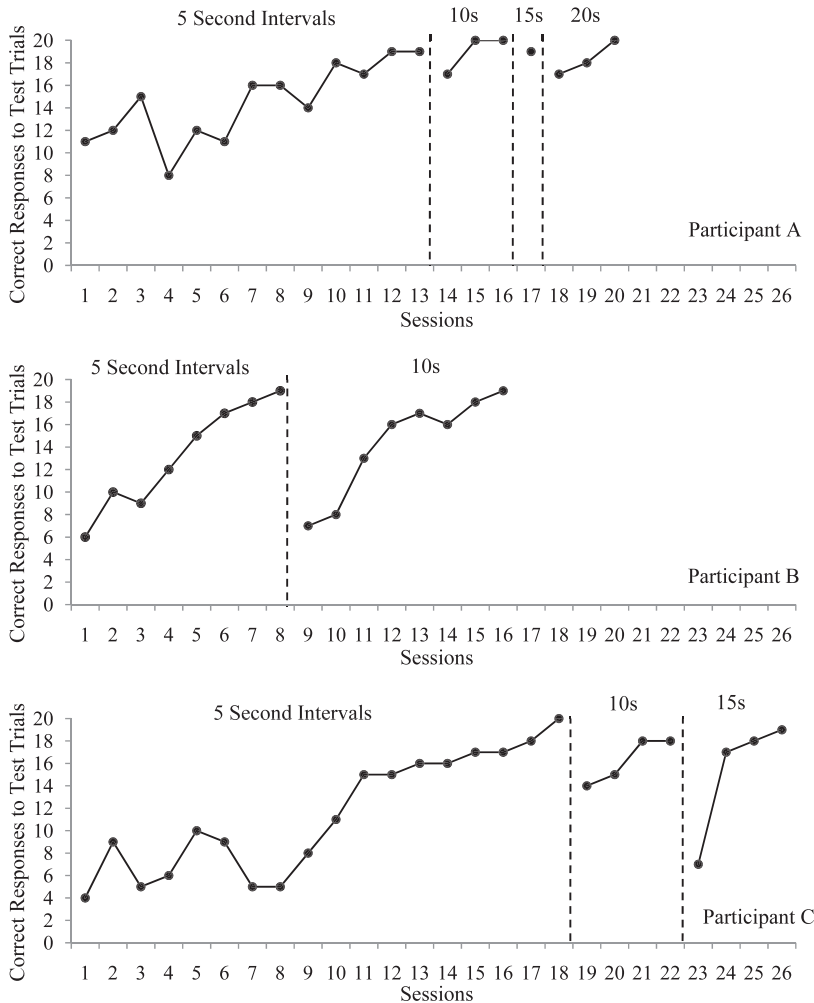 5 Second Intervals 10s 15s 20s
Correct Responses to Test Trials
20
18
16
14
12
10
8
6
4
2
0
Participant A
1 2 3 4 5 6 7 8 9 10 11 12 13 14 15 16 17 18 19 20 21 22 23 24 25 26
Sessions
5 Second Intervals 10s
Correct Responses to Test Trials
20
18
16
14
12
10
8
6
4
2
0
Participant B
1 2 3 4 5 6 7 8 9 10 11 12 13 14 15 16 17 18 19 20 21 22 23 24 25 26
Sessions
5 Second Intervals 10s 15s
Correct Responses to Test Trials
20
18
16
14
12
10
8
6
4
2
0
Participant C
1 2 3 4 5 6 7 8 9 10 11 12 13 14 15 16 17 18 19 20 21 22 23 24 25 26
Sessions